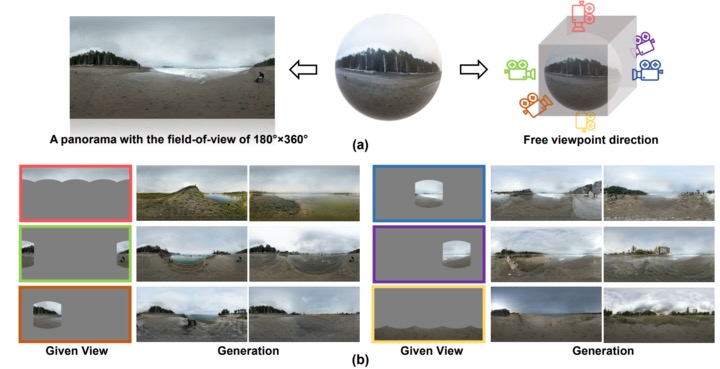 A panorama with the field-of-view of 180°×360°
(a)
Free viewpoint direction
Given View
Generation
Given View
Generation
(b)